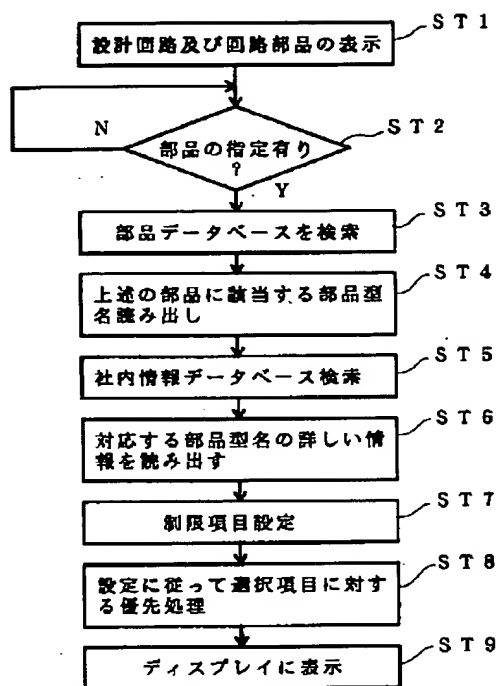 ST1
設計回路及び回路部品の表示
N
ST2
部品の指定有り
?
Y
ST3
部品データベースを検索
ST4
上述の部品に該当する部品型
名読み出し
ST5
社内情報データベース検索
ST6
対応する部品型名の詳しい情
報を読み出す
ST7
制限項目設定
ST8
設定に従って選択項目に対す
る優先処理
ST9
ディスプレイに表示